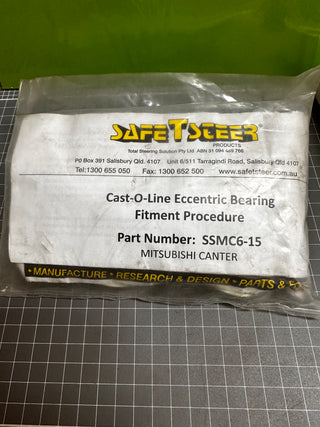 SAFETSTEER®
PRODUCTS
Total Steering Solution Pty Ltd ABN 31 094 469 766
PO Box 391 Salisbury Qld. 4107 Unit 6/511 Tarragindi Road, Salisbury Qld 4107
Tel:1300 655 050 Fax: 1300 652 500 www.safetsteer.com.au
Cast-O-Line Eccentric Bearing
Fitment Procedure
Part Number: SSMC6-15
MITSUBISHI CANTER
• MANUFACTURE • RESEARCH & DESIGN • PARTS &